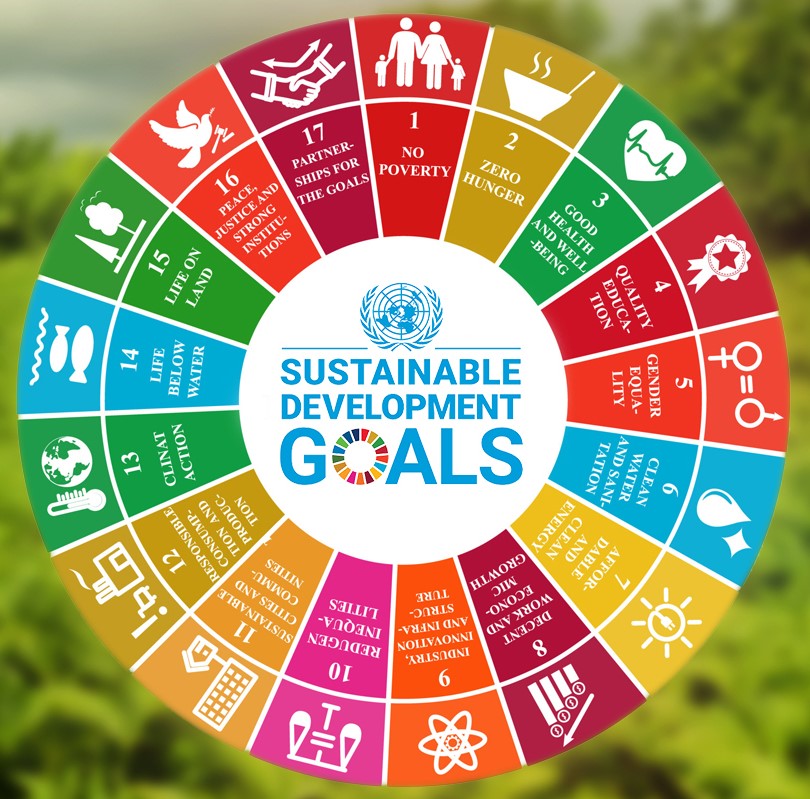 SUSTAINABLE
DEVELOPMENT
GOALS
1
NO
POVERTY
2
ZERO
HUNGER
3
GOOD
HEALTH
AND WELL
-BEING
4
QUALITY
EDUCA-
TION
5
GENDER
EQUA-
LITY
6
CLEAN
WATER
AND SANI-
TATION
7
AFFOR-
DABLE
AND
CLEAN
ENERGY
8
DECENT
WORK AND
ECONO-
MIC
GROWTH
9
INDUSTRY,
INNOVATION
AND INFRA-
STRUC-
TURE
10
REDUGEN
INEQUA-
LITIES
11
SUSTAINABLE
CITIES AND
COMMU-
NITIES
12
RESPONSIBLE
CONSUMP-
TION AND
PRODUC-
TION
13
CLINAT
ACTION
14
LIFE
BELOW
WATER
15
LIFE ON
LAND
16
PEACE,
JUSTICE AND
STRONG
INSTITU-
TIONS
17
PARTNER-
SHIPS FOR
THE GOALS